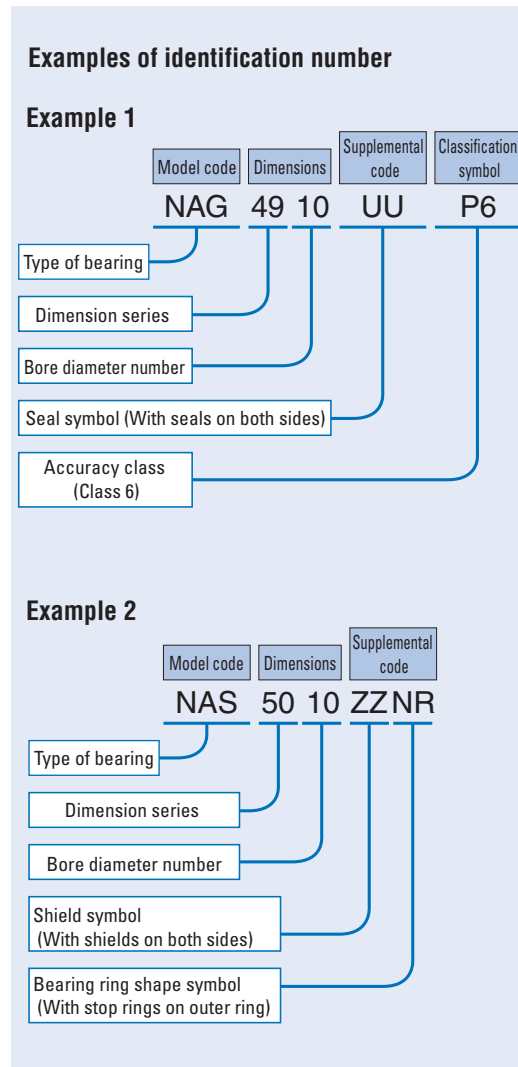 Examples of identification number
Example 1
Model code Dimensions Supplemental code Classification symbol
NAG 49 10 UU P6
Type of bearing
Dimension series
Bore diameter number
Seal symbol (With seals on both sides)
Accuracy class
(Class 6)
Example 2
Model code Dimensions Supplemental code
NAS 50 10 ZZ NR
Type of bearing
Dimension series
Bore diameter number
Shield symbol
(With shields on both sides)
Bearing ring shape symbol
(With stop rings on outer ring)